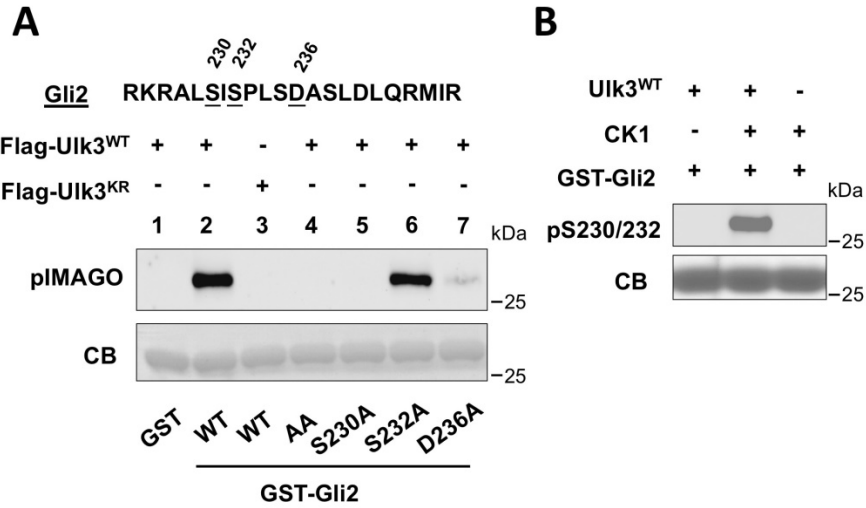 A
230 232 236
Gli2 RKRALSISPLSDASLDLQRMIR
Flag-Ulk3WT + + - + + + +
Flag-Ulk3KR - - + - - - -
1 2 3 4 5 6 7 kDa
pIMAGO
–25
CB
–25
GST WT WT AA S230A S232A D236A
GST-Gli2
B
Ulk3WT + + -
CK1 - + +
GST-Gli2 + + +
kDa
pS230/232
–25
CB
–25